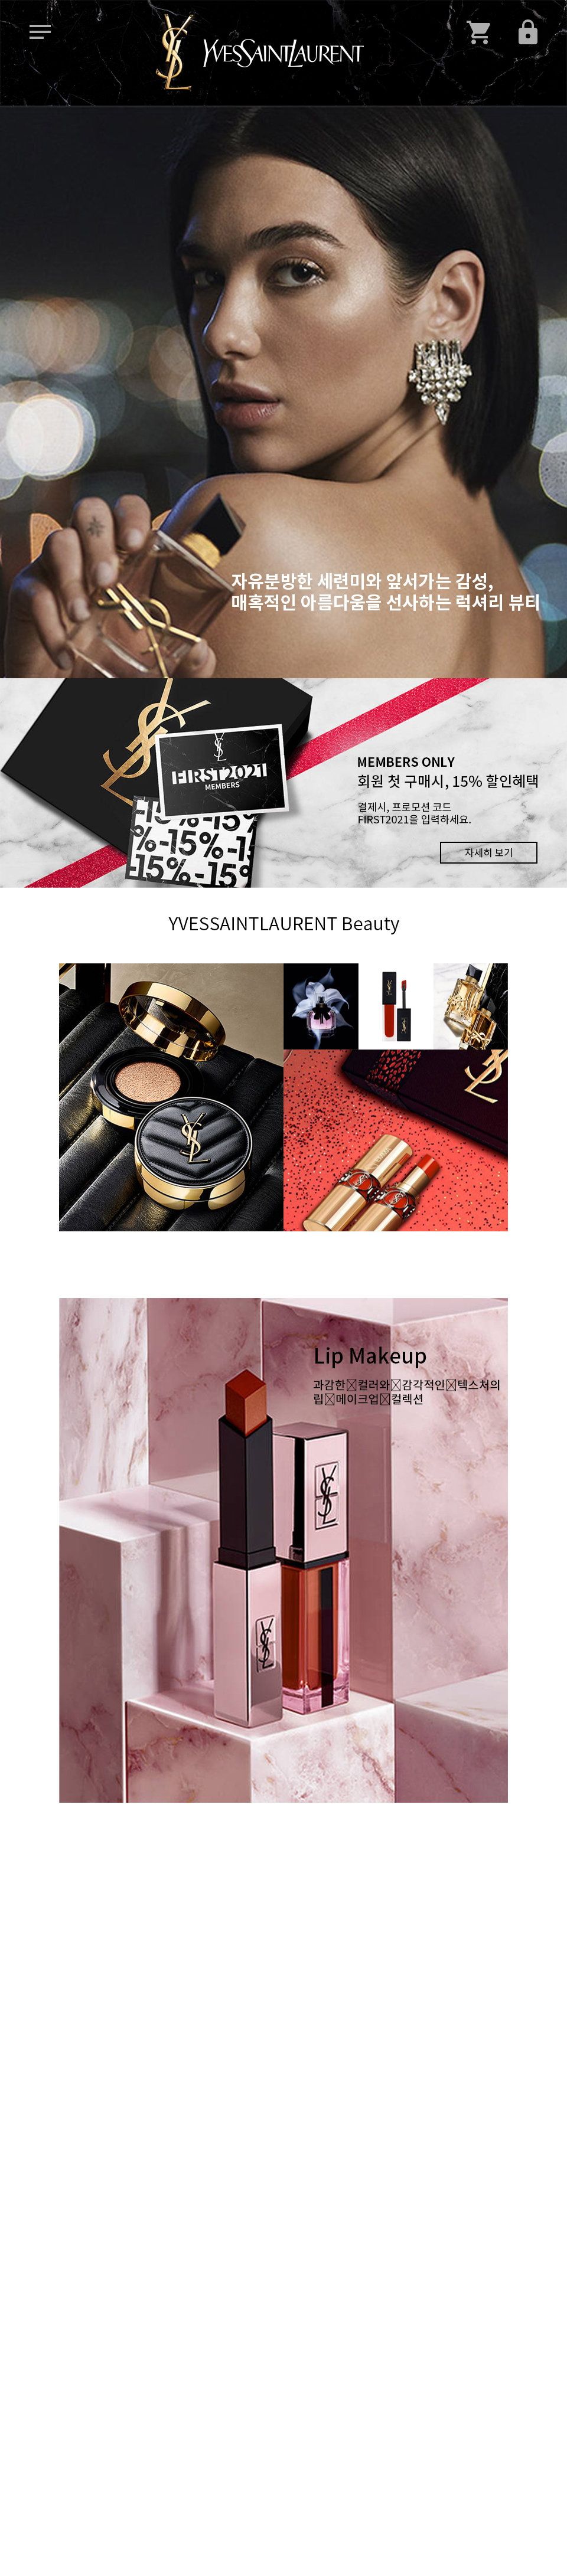 YSL YVESSAINTLAURENT
자유분방한 세련미와 앞서가는 감성,
매혹적인 아름다움을 선사하는 럭셔리 뷰티
FIRST2021
MEMBERS
%-15%-
-15%-15
15%-15%
MEMBERS ONLY
회원 첫 구매시, 15% 할인혜택
결제시, 프로모션 코드
FIRST2021을 입력하세요.
자세히 보기
YVESSAINTLAURENT Beauty
Lip Makeup
과감한 컬러와 감각적인 텍스쳐의
립 메이크업 컬렉션